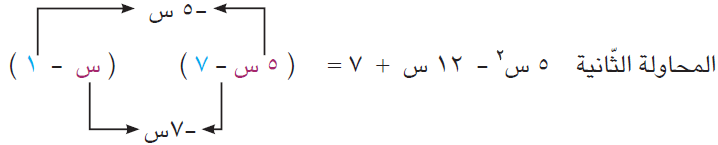 -٥ س
المحاولة الثّانية ٥ س٢ - ١٢ س + ٧ = ( ٥ س - ٧ ) ( س - ١ )
-٧س